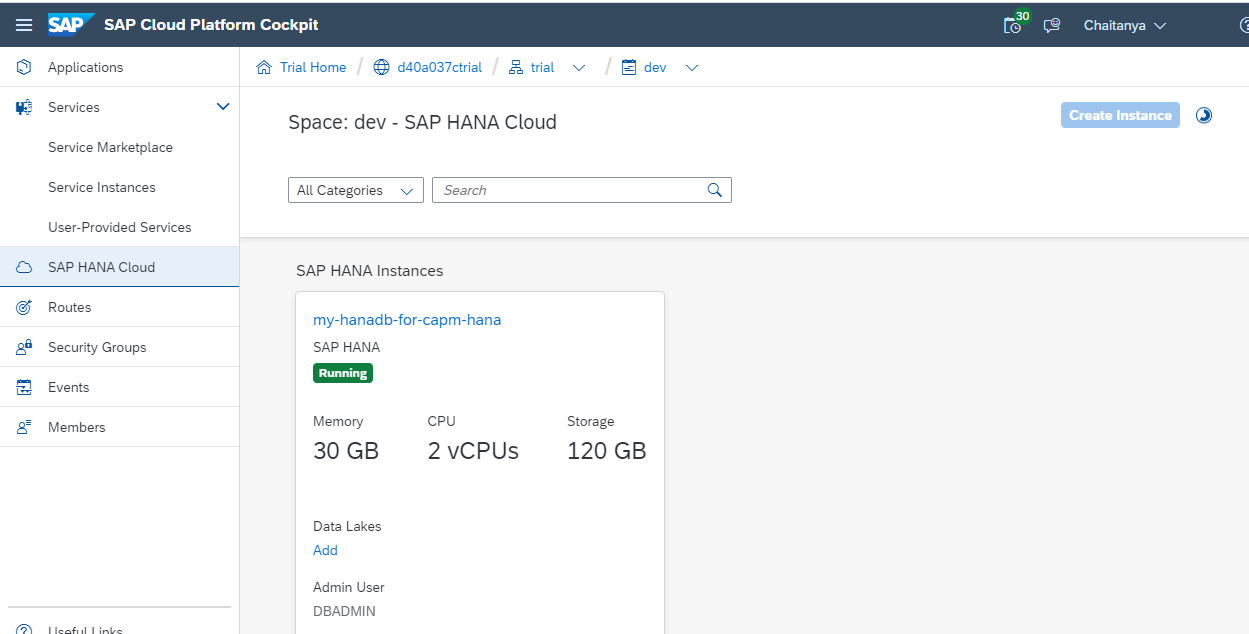 SAP SAP Cloud Platform Cockpit
30
Chaitanya
Applications
Services
Service Marketplace
Service Instances
User-Provided Services
SAP HANA Cloud
Routes
Security Groups
Events
Members
Useful Links
Trial Home / d40a037ctrial / trial / dev
Space: dev - SAP HANA Cloud
Create Instance
All Categories
Search
SAP HANA Instances
my-hanadb-for-capm-hana
SAP HANA
Running
Memory CPU Storage
30 GB 2 vCPUs 120 GB
Data Lakes
Add
Admin User
DBADMIN